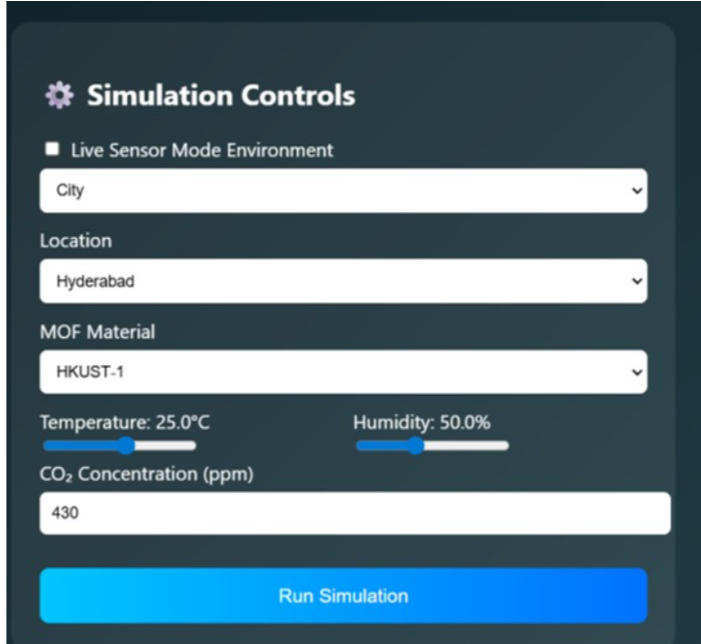 Simulation Controls
Live Sensor Mode Environment
City
Location
Hyderabad
MOF Material
HKUST-1
Temperature: 25.0°C Humidity: 50.0%
CO₂ Concentration (ppm)
430
Run Simulation